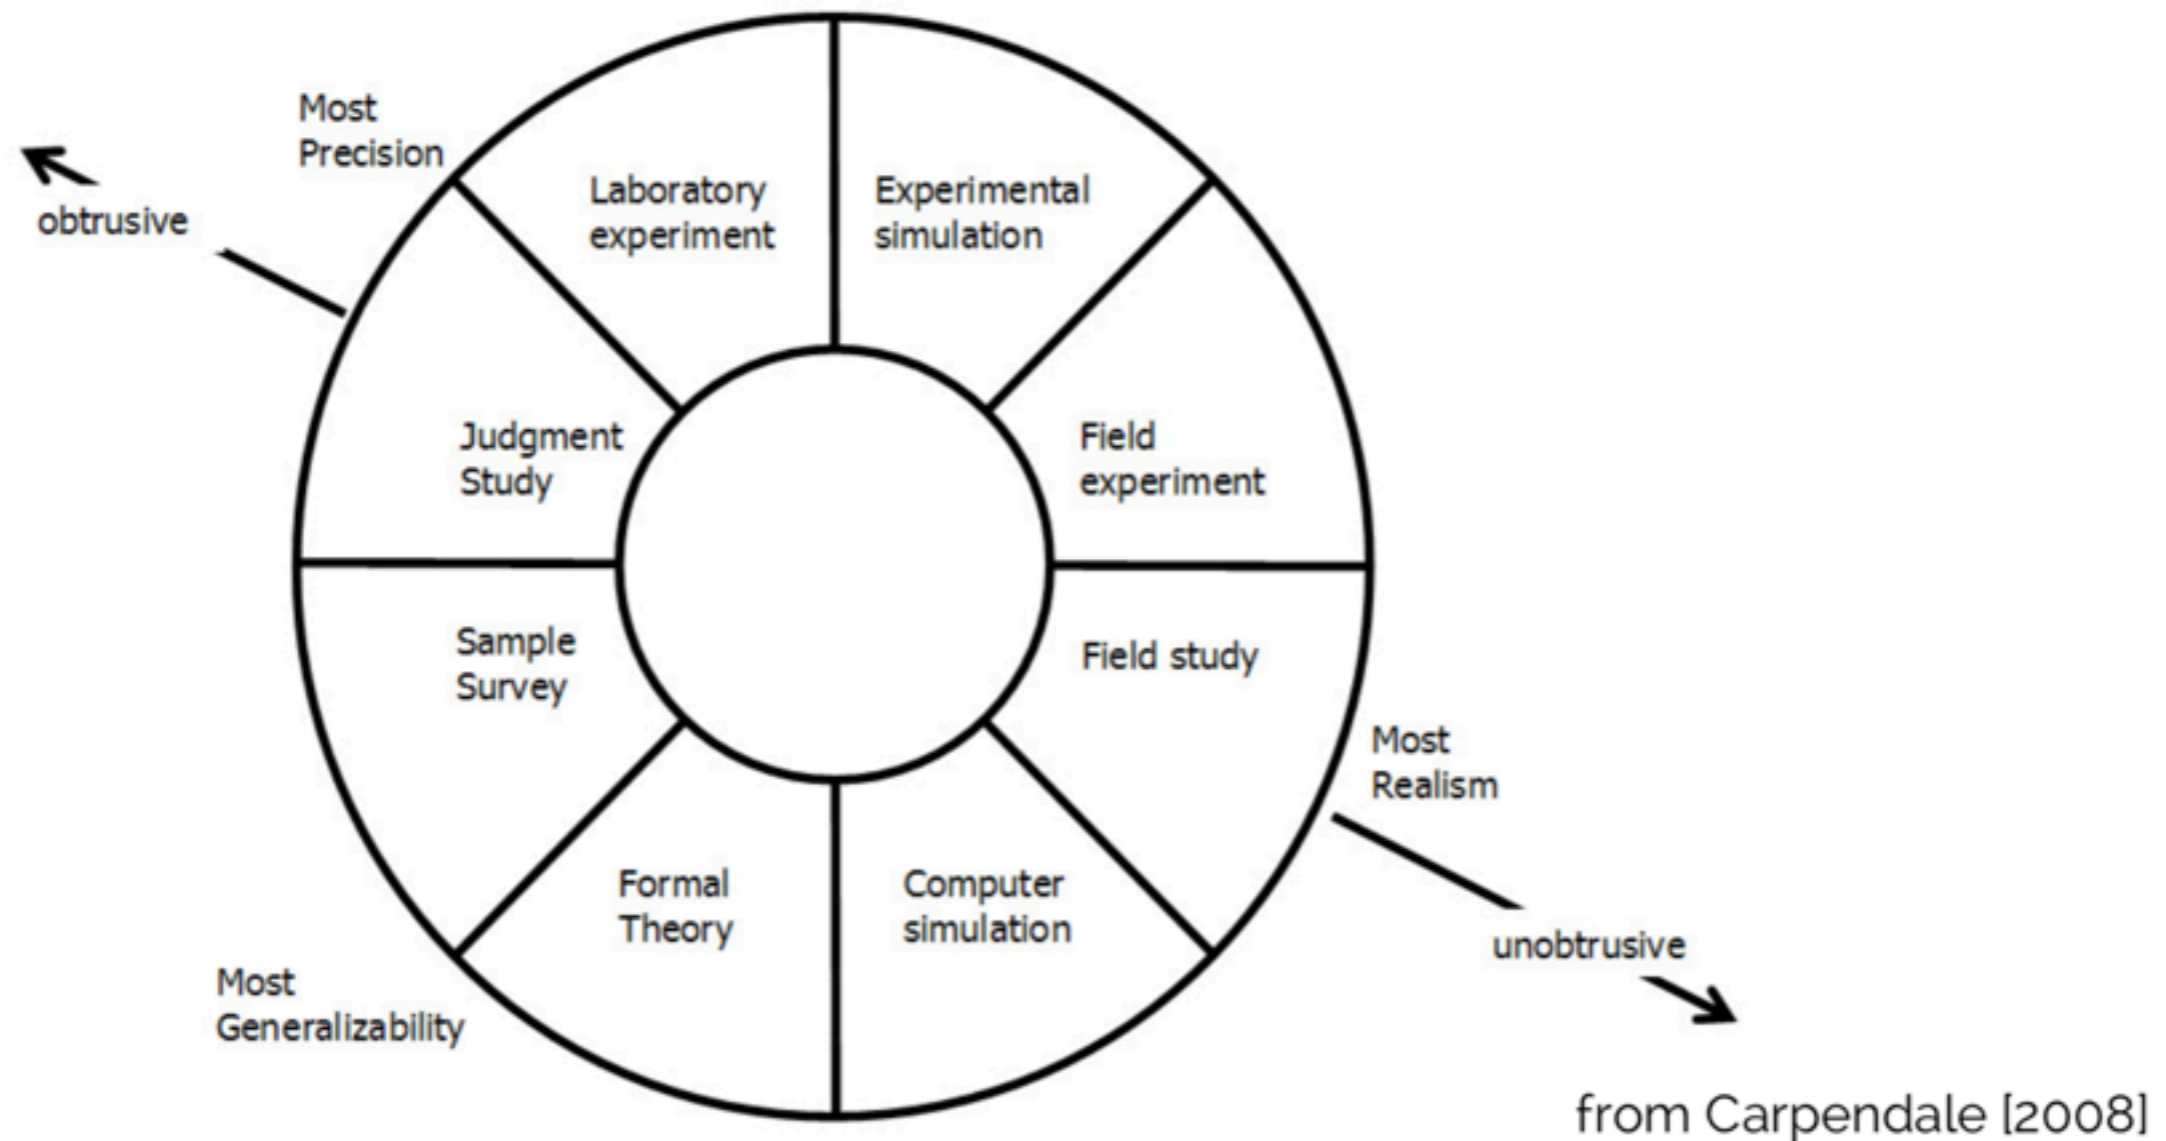 Most
Precision
obtrusive
Laboratory
experiment
Experimental
simulation
Judgment
Study
Field
experiment
Sample
Survey
Field study
Most
Realism
Formal
Theory
Computer
simulation
unobtrusive
Most
Generalizability
from Carpendale [2008]